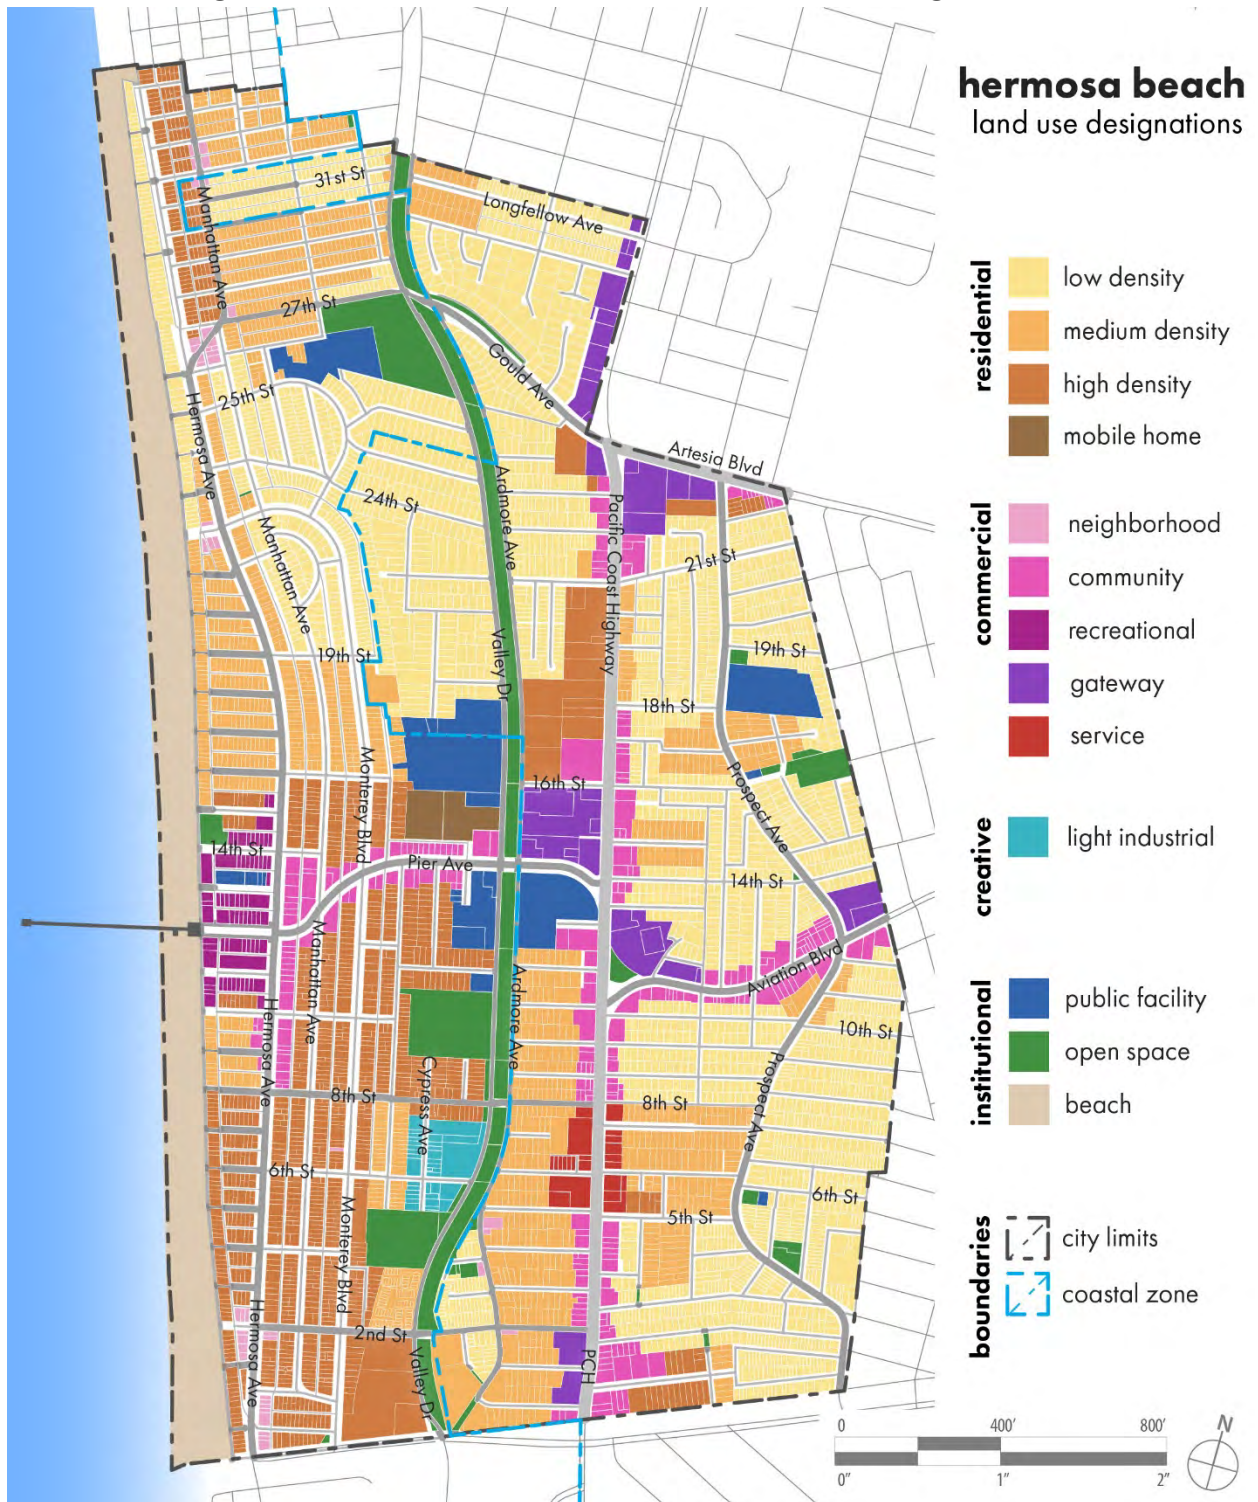 hermosa beach
land use designations
residential
low density
medium density
high density
mobile home
commercial
neighborhood
community
recreational
gateway
service
creative
light industrial
institutional
public facility
open space
beach
boundaries
city limits
coastal zone
0 400' 800'
0" 1" 2"
N
31st St
Longfellow Ave
Manhattan Ave
27th St
Gould Ave
25th St
Hermosa Ave
Artesia Blvd
24th St
Ardmore Ave
Pacific Coast Highway
21st St
Manhattan Ave
19th St
19th St
Valley Dr
18th St
Monterey Blvd
16th St
Prospect Ave
14th St
Pier Ave
14th St
Manhattan Ave
Aviation Blvd
Hermosa Ave
Ardmore Ave
10th St
Cypress Ave
Prospect Ave
8th St
8th St
6th St
6th St
5th St
Monterey Blvd
2nd St
Hermosa Ave
Valley Dr
PCH